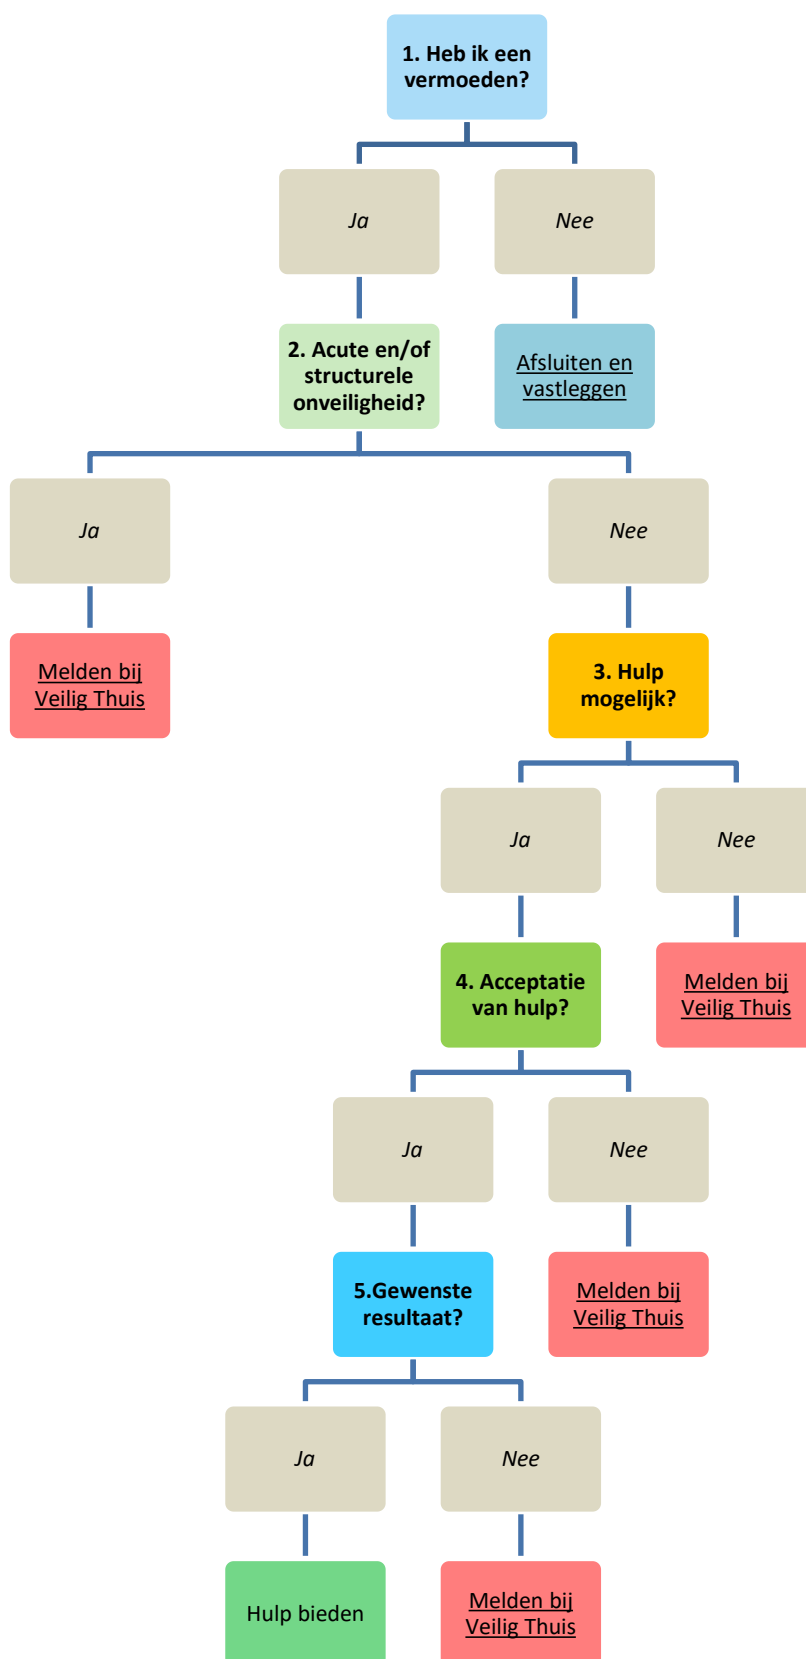 1. Heb ik een
vermoeden?
Ja
Nee
2. Acute en/of
structurele
onveiligheid?
Afsluiten en
vastleggen
Ja
Nee
Melden bij
Veilig Thuis
3. Hulp
mogelijk?
Ja
Nee
4. Acceptatie
van hulp?
Melden bij
Veilig Thuis
Ja
Nee
5.Gewenste
resultaat?
Melden bij
Veilig Thuis
Ja
Nee
Hulp bieden
Melden bij
Veilig Thuis